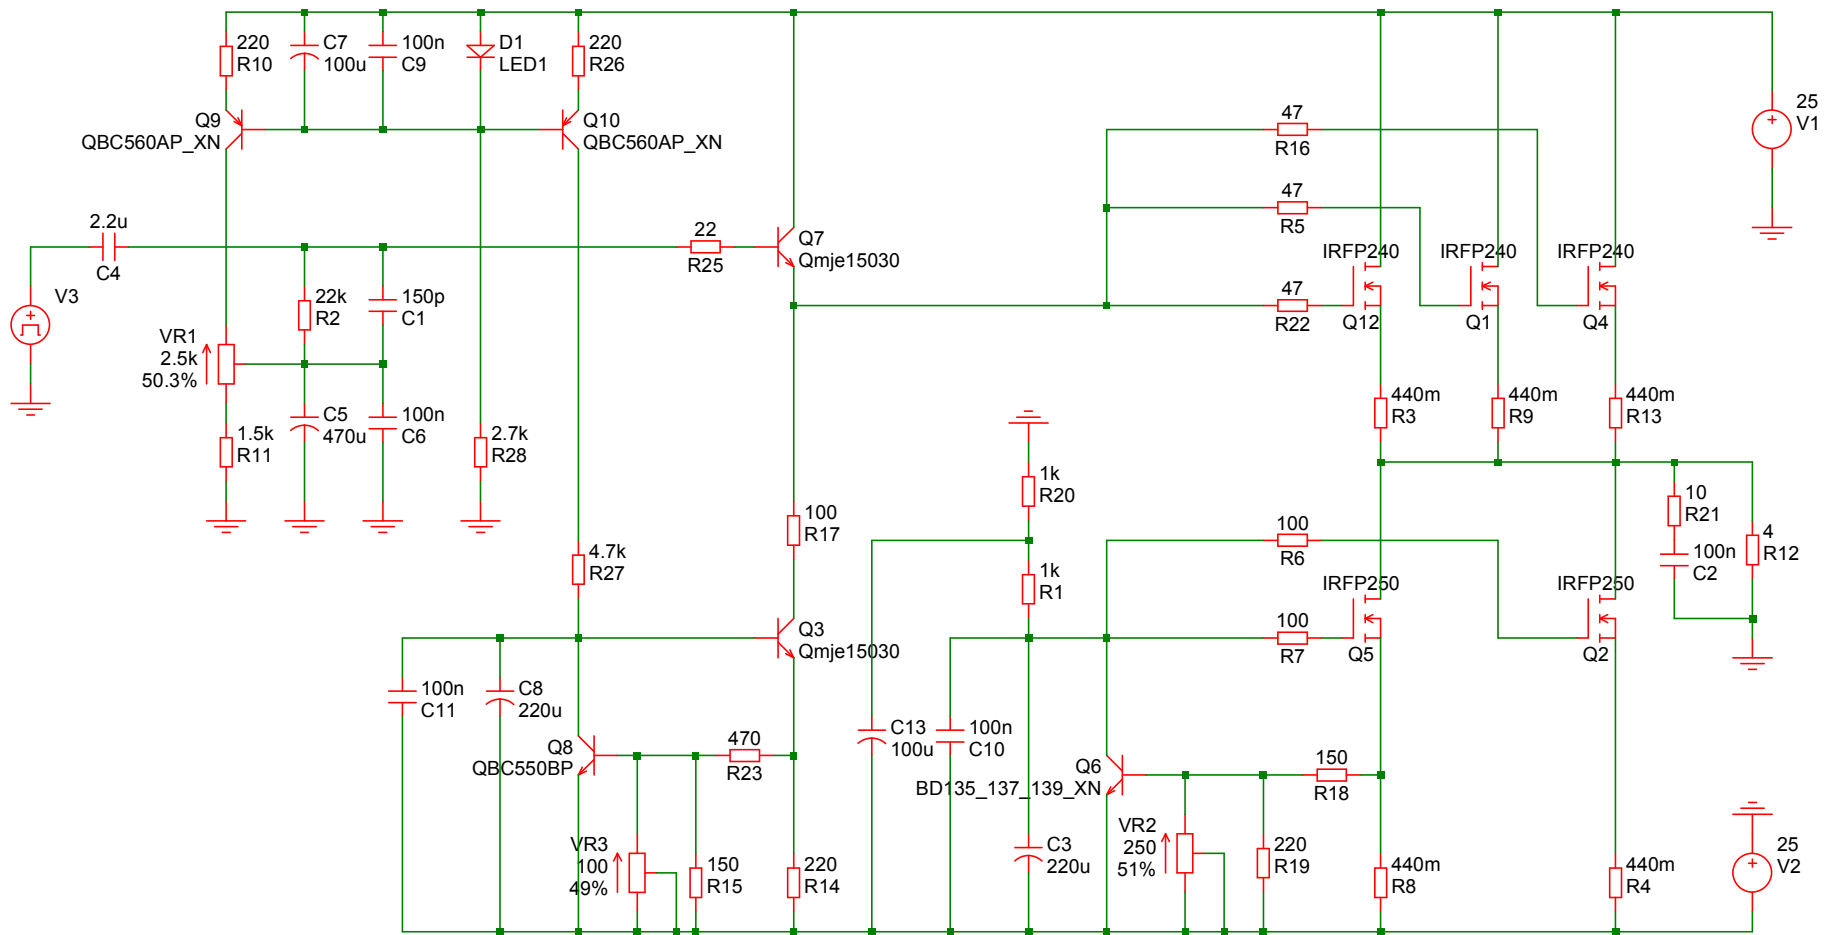 220
R10
C7
100u
100n
C9
D1
LED1
220
R26
Q9
QBC560AP_XN
Q10
QBC560AP_XN
47
R16
25
V1
2.2u
C4
V3
22k
R2
150p
C1
22
R25
Q7
Qmje15030
47
R5
47
R22
IRFP240
Q12
IRFP240
Q1
IRFP240
Q4
VR1
2.5k
50.3%
1.5k
R11
C5
470u
100n
C6
2.7k
R28
440m
R3
440m
R9
440m
R13
1k
R20
1k
R1
100
R17
4.7k
R27
100
R6
100
R7
IRFP250
Q5
IRFP250
Q2
10
R21
100n
C2
4
R12
Q3
Qmje15030
100n
C11
C8
220u
Q8
QBC550BP
470
R23
C13
100u
100n
C10
Q6
BD135_137_139_XN
150
R18
VR3
100
49%
150
R15
220
R14
C3
220u
VR2
250
51%
220
R19
440m
R8
440m
R4
25
V2